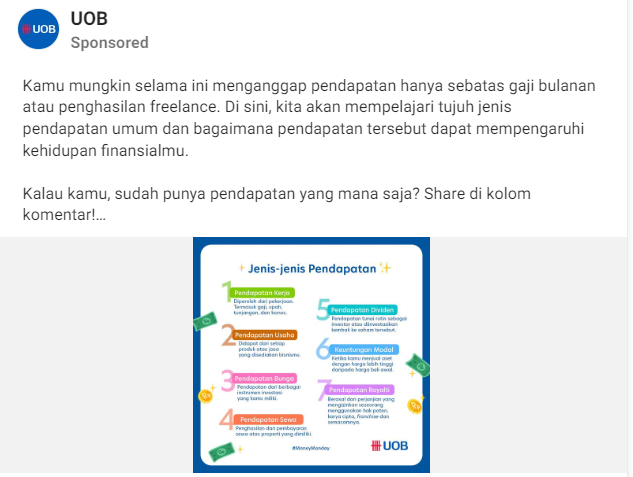 UOB
UOB
Sponsored
Kamu mungkin selama ini menganggap pendapatan hanya sebatas gaji bulanan
atau penghasilan freelance. Di sini, kita akan mempelajari tujuh jenis
pendapatan umum dan bagaimana pendapatan tersebut dapat mempengaruhi
kehidupan finansialmu.
Kalau kamu, sudah punya pendapatan yang mana saja? Share di kolom
komentar!...
Jenis-jenis Pendapatan
1 Pendapatan Kerja
Diperoleh dari pekerjaan.
Termasuk gaji, upah,
tunjangan, dan bonus.
2 Pendapatan Usaha
Didapat dari setiap
produk atau jasa
yang disediakan bisnismu.
3 Pendapatan Bunga
Pendapatan dari berbagai
instrumen investasi
yang kamu miliki.
4 Pendapatan Sewa
Penghasilan dari pembayaran
sewa atas properti yang dimiliki.
5 Pendapatan Dividen
Pendapatan tunai rutin sebagai
investor atau diinvestasikan
kembali ke saham tersebut.
6 Keuntungan Modal
Ketika kamu menjual aset
dengan harga lebih tinggi
daripada harga beli awal.
7 Pendapatan Royalti
Berasal dari perjanjian yang
mengizinkan seseorang
menggunakan hak paten,
karya cipta, franchise dan
semacamnya.
#MoneyMonday
UOB